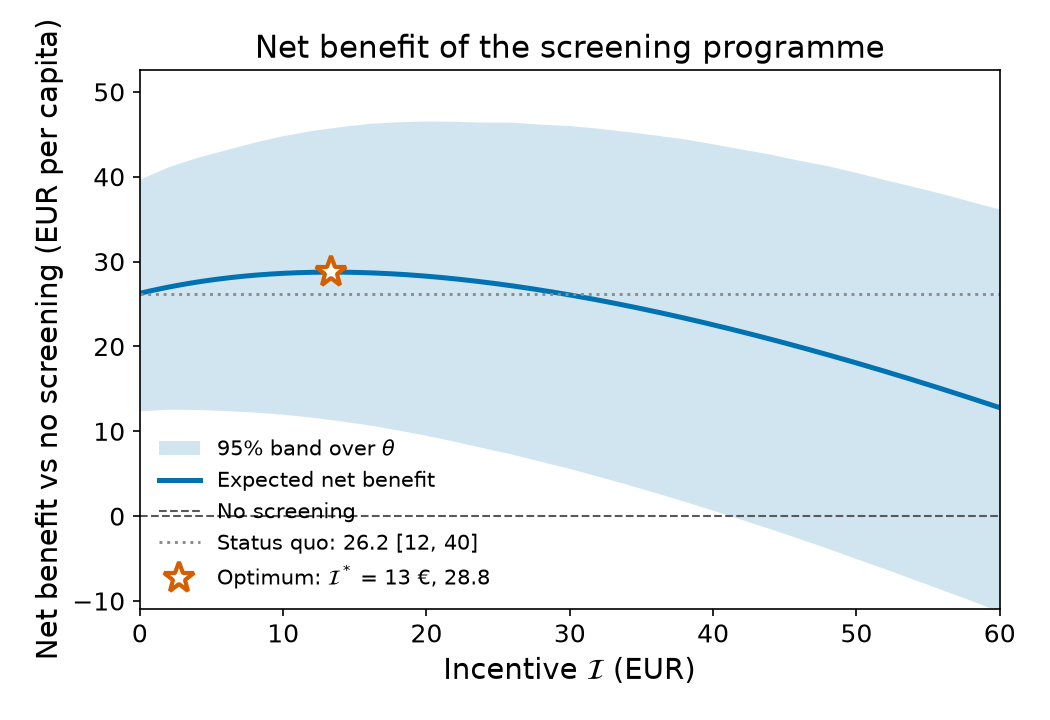 Net benefit of the screening programme
Net benefit vs no screening (EUR per capita)
50
40
30
20
10
0
−10
95% band over θ
Expected net benefit
No screening
Status quo: 26.2 [12, 40]
Optimum: ℐ* = 13 €, 28.8
0 10 20 30 40 50 60
Incentive ℐ (EUR)